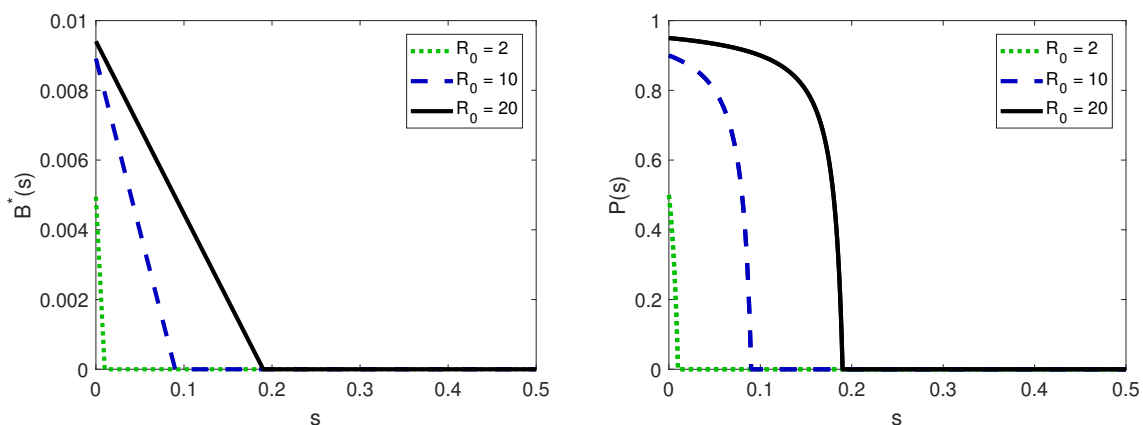 0.01
0.008
0.006
0.004
0.002
0
B*(s)
0 0.1 0.2 0.3 0.4 0.5
s
R₀ = 2
R₀ = 10
R₀ = 20
1
0.8
0.6
0.4
0.2
0
P(s)
0 0.1 0.2 0.3 0.4 0.5
s
R₀ = 2
R₀ = 10
R₀ = 20